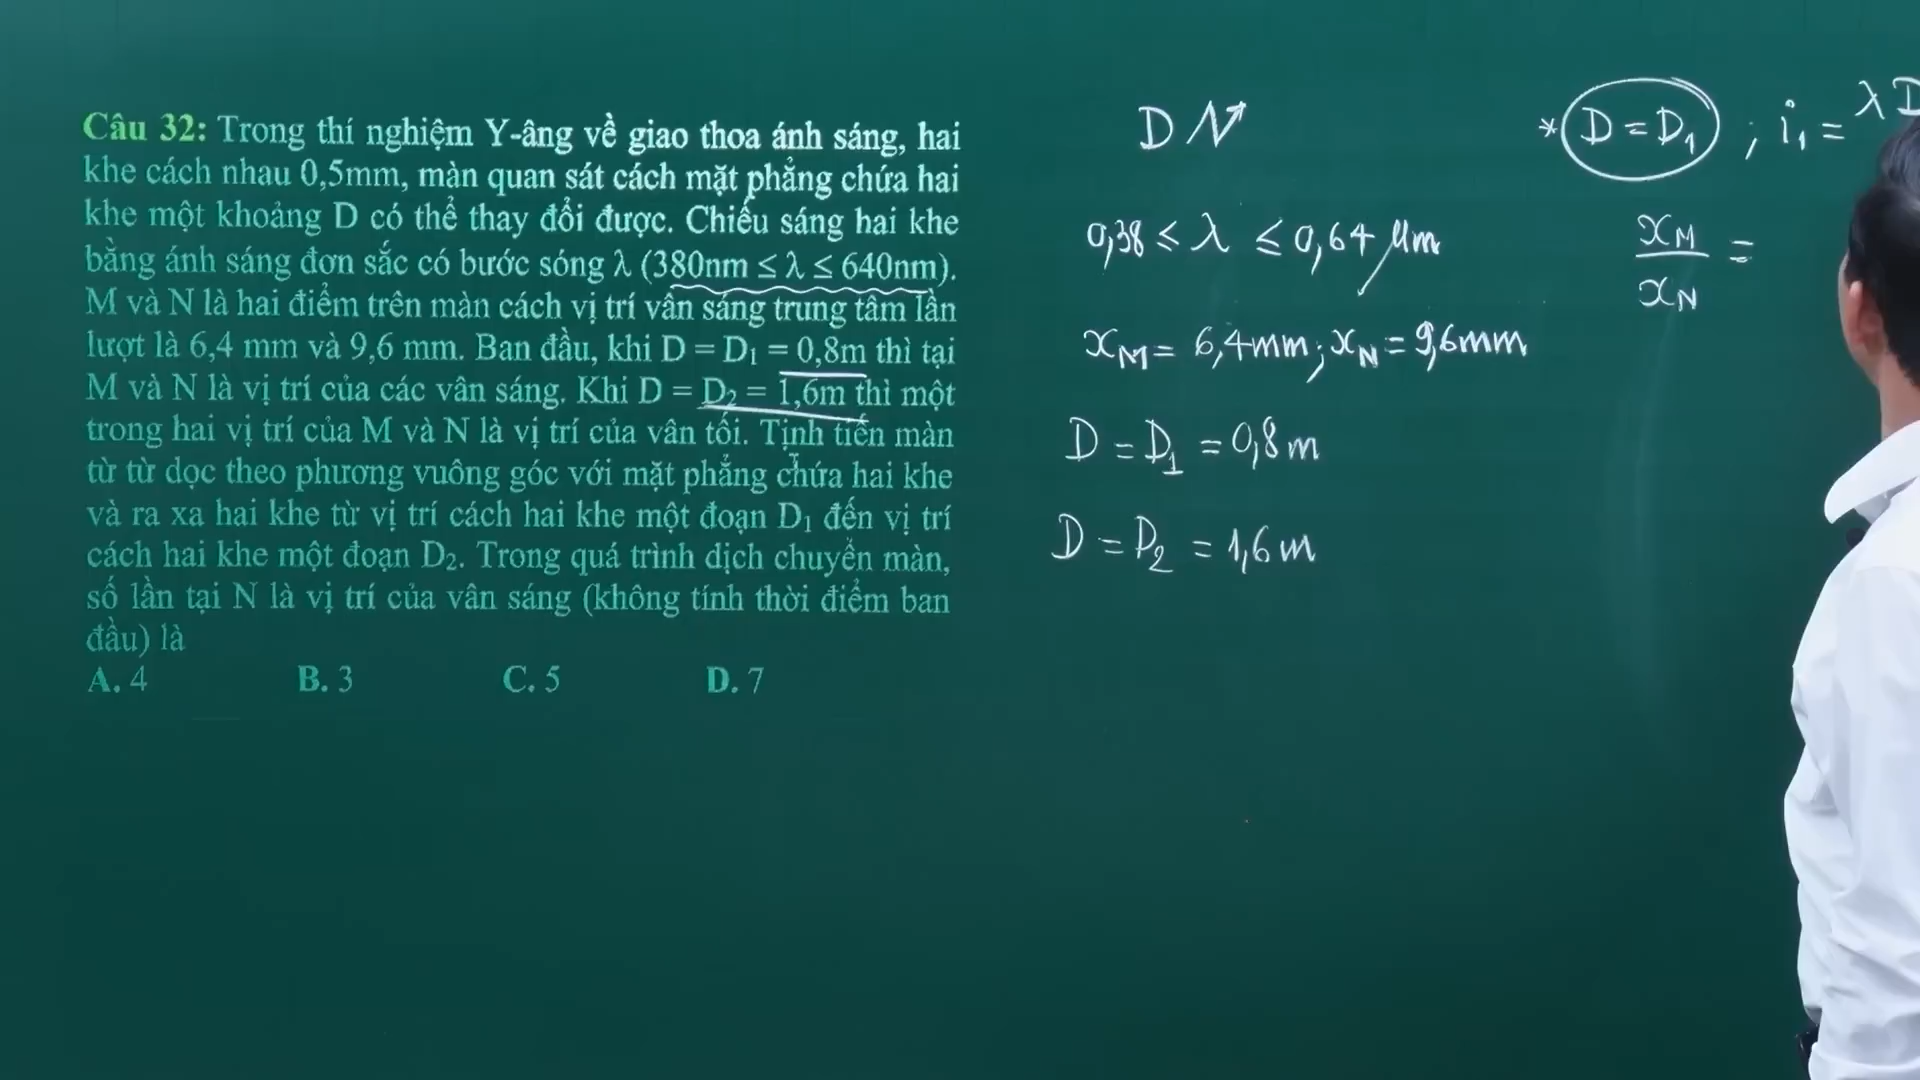 Câu 32: Trong thí nghiệm Y-âng về giao thoa ánh sáng, hai
khe cách nhau 0,5mm, màn quan sát cách mặt phẳng chứa hai
khe một khoảng D có thể thay đổi được. Chiếu sáng hai khe
bằng ánh sáng đơn sắc có bước sóng λ (380nm ≤ λ ≤ 640nm).
M và N là hai điểm trên màn cách vị trí vân sáng trung tâm lần
lượt là 6,4 mm và 9,6 mm. Ban đầu, khi D = D₁ = 0,8m thì tại
M và N là vị trí của các vân sáng. Khi D = D₂ = 1,6m thì một
trong hai vị trí của M và N là vị trí của vân tối. Tịnh tiến màn
từ từ dọc theo phương vuông góc với mặt phẳng chứa hai khe
và ra xa hai khe từ vị trí cách hai khe một đoạn D₁ đến vị trí
cách hai khe một đoạn D₂. Trong quá trình dịch chuyển màn,
số lần tại N là vị trí của vân sáng (không tính thời điểm ban
đầu) là
A. 4 B. 3 C. 5 D. 7
0,38 ≤ λ ≤ 0,64 μm
x_M = 6,4mm; x_N = 9,6mm
D = D₁ = 0,8m
D = D₂ = 1,6m
* D = D₁ ; i₁ = λD
x_M / x_N =